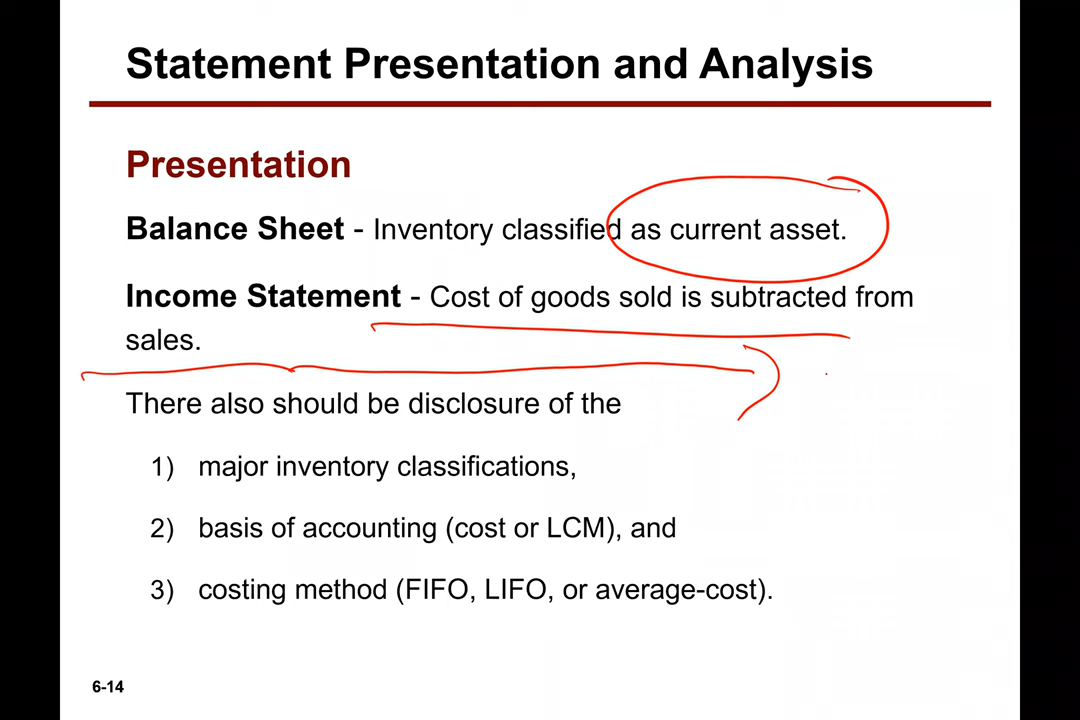 Statement Presentation and Analysis
Presentation
Balance Sheet - Inventory classified as current asset.
Income Statement - Cost of goods sold is subtracted from
sales.
There also should be disclosure of the
1) major inventory classifications,
2) basis of accounting (cost or LCM), and
3) costing method (FIFO, LIFO, or average-cost).
6-14